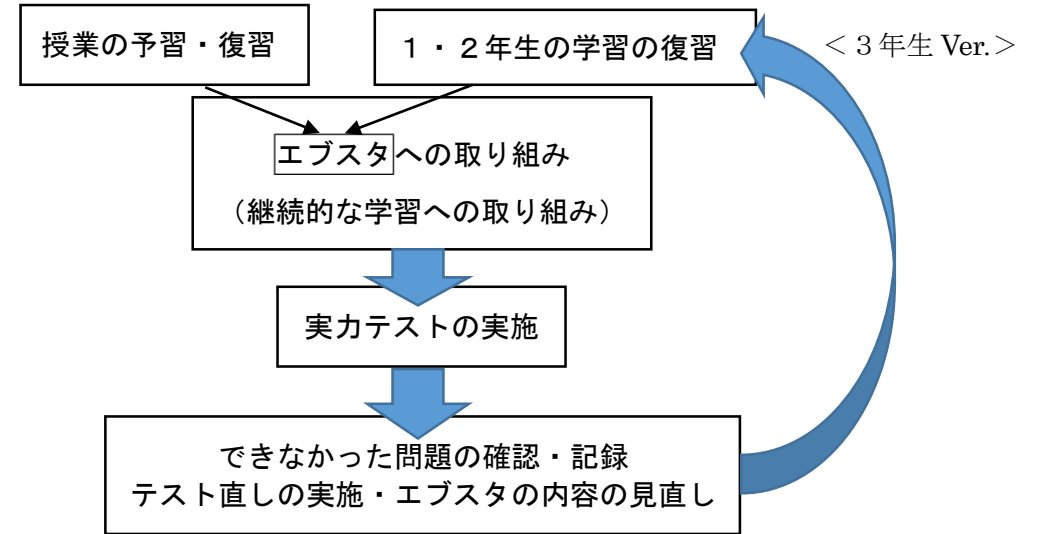 授業の予習・復習
１・２年生の学習の復習
＜３年生 Ver.＞
エブスタへの取り組み
（継続的な学習への取り組み）
実力テストの実施
できなかった問題の確認・記録
テスト直しの実施・エブスタの内容の見直し